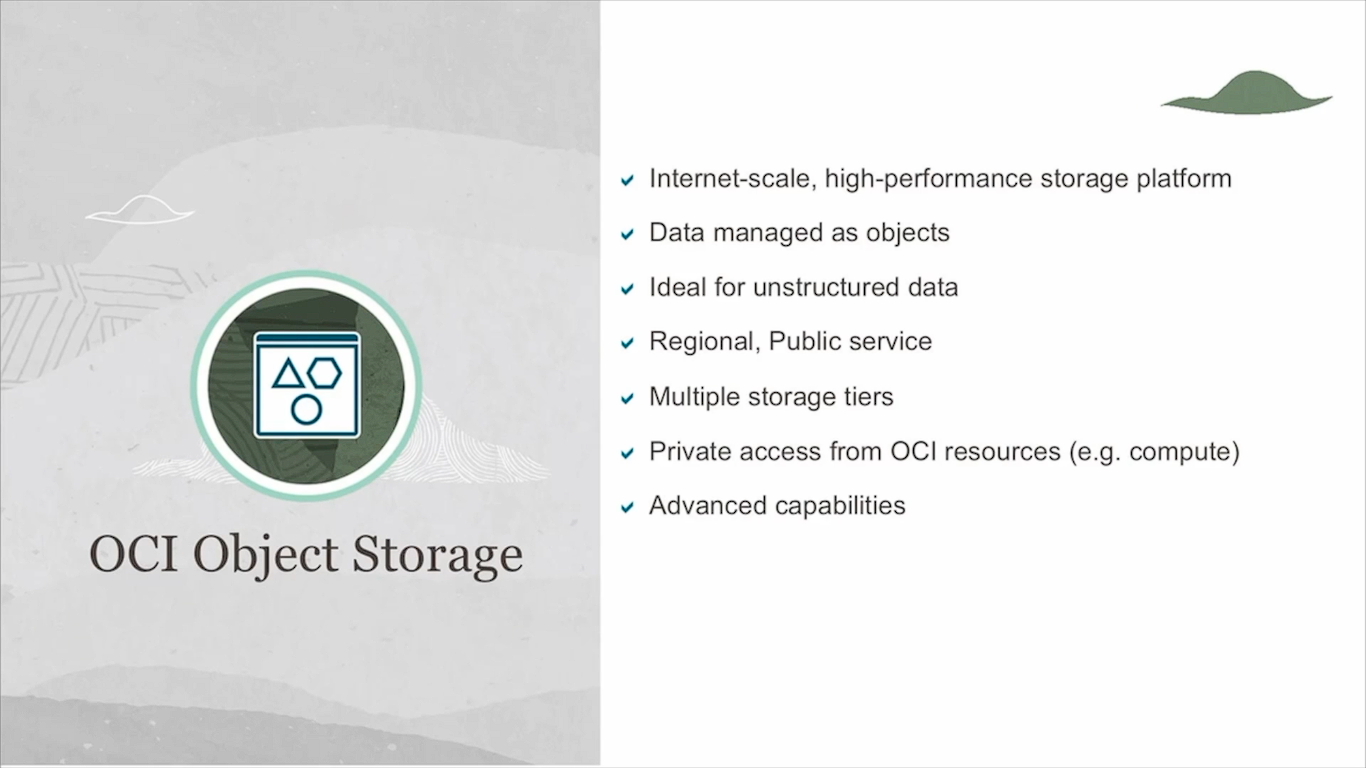 OCI Object Storage
Internet-scale, high-performance storage platform
Data managed as objects
Ideal for unstructured data
Regional, Public service
Multiple storage tiers
Private access from OCI resources (e.g. compute)
Advanced capabilities